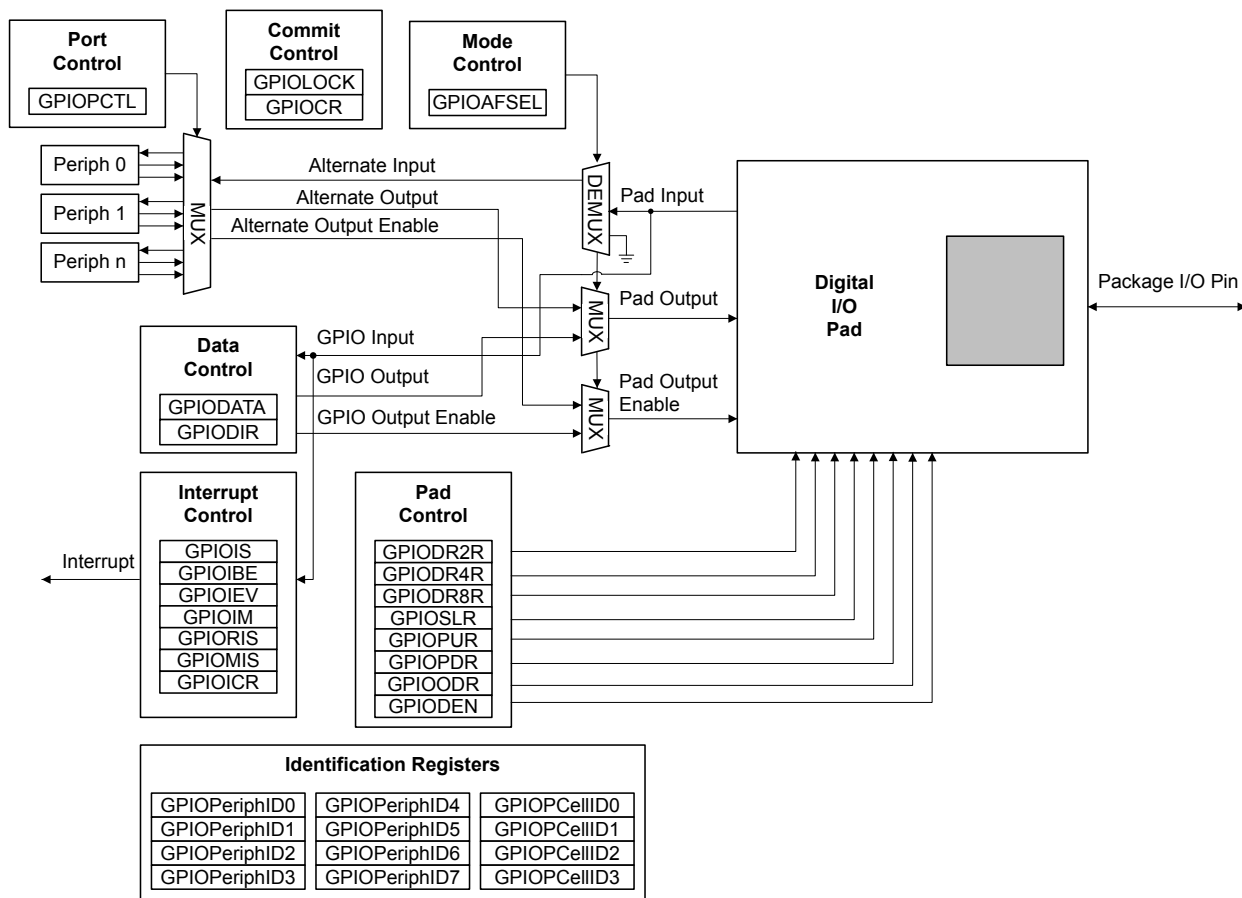 Port
Control
GPIOPCTL
Commit
Control
GPIOLOCK
GPIOCR
Mode
Control
GPIOAFSEL
Periph 0
Periph 1
Periph n
MUX
Alternate Input
Alternate Output
Alternate Output Enable
DEMUX
Pad Input
MUX
Pad Output
MUX
Pad Output
Enable
Digital
I/O
Pad
Package I/O Pin
Data
Control
GPIODATA
GPIODIR
GPIO Input
GPIO Output
GPIO Output Enable
Interrupt
Control
GPIOIS
GPIOIBE
GPIOIEV
GPIOIM
GPIORIS
GPIOMIS
GPIOICR
Interrupt
Pad
Control
GPIODR2R
GPIODR4R
GPIODR8R
GPIOSLR
GPIOPUR
GPIOPDR
GPIOODR
GPIODEN
Identification Registers
GPIOPeriphID0
GPIOPeriphID1
GPIOPeriphID2
GPIOPeriphID3
GPIOPeriphID4
GPIOPeriphID5
GPIOPeriphID6
GPIOPeriphID7
GPIOPCellID0
GPIOPCellID1
GPIOPCellID2
GPIOPCellID3